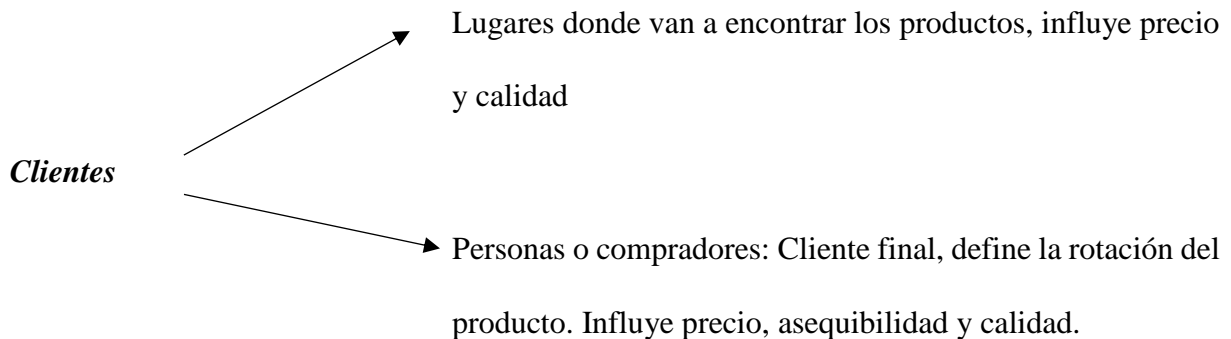 Lugares donde van a encontrar los productos, influye precio
y calidad
Clientes
Personas o compradores: Cliente final, define la rotación del
producto. Influye precio, asequibilidad y calidad.